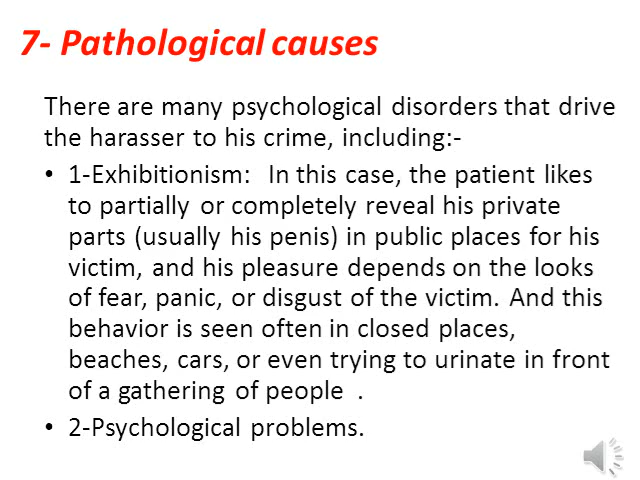 7- Pathological causes
There are many psychological disorders that drive
the harasser to his crime, including:-
• 1-Exhibitionism:  In this case, the patient likes
to partially or completely reveal his private
parts (usually his penis) in public places for his
victim, and his pleasure depends on the looks
of fear, panic, or disgust of the victim. And this
behavior is seen often in closed places,
beaches, cars, or even trying to urinate in front
of a gathering of people  .
• 2-Psychological problems.